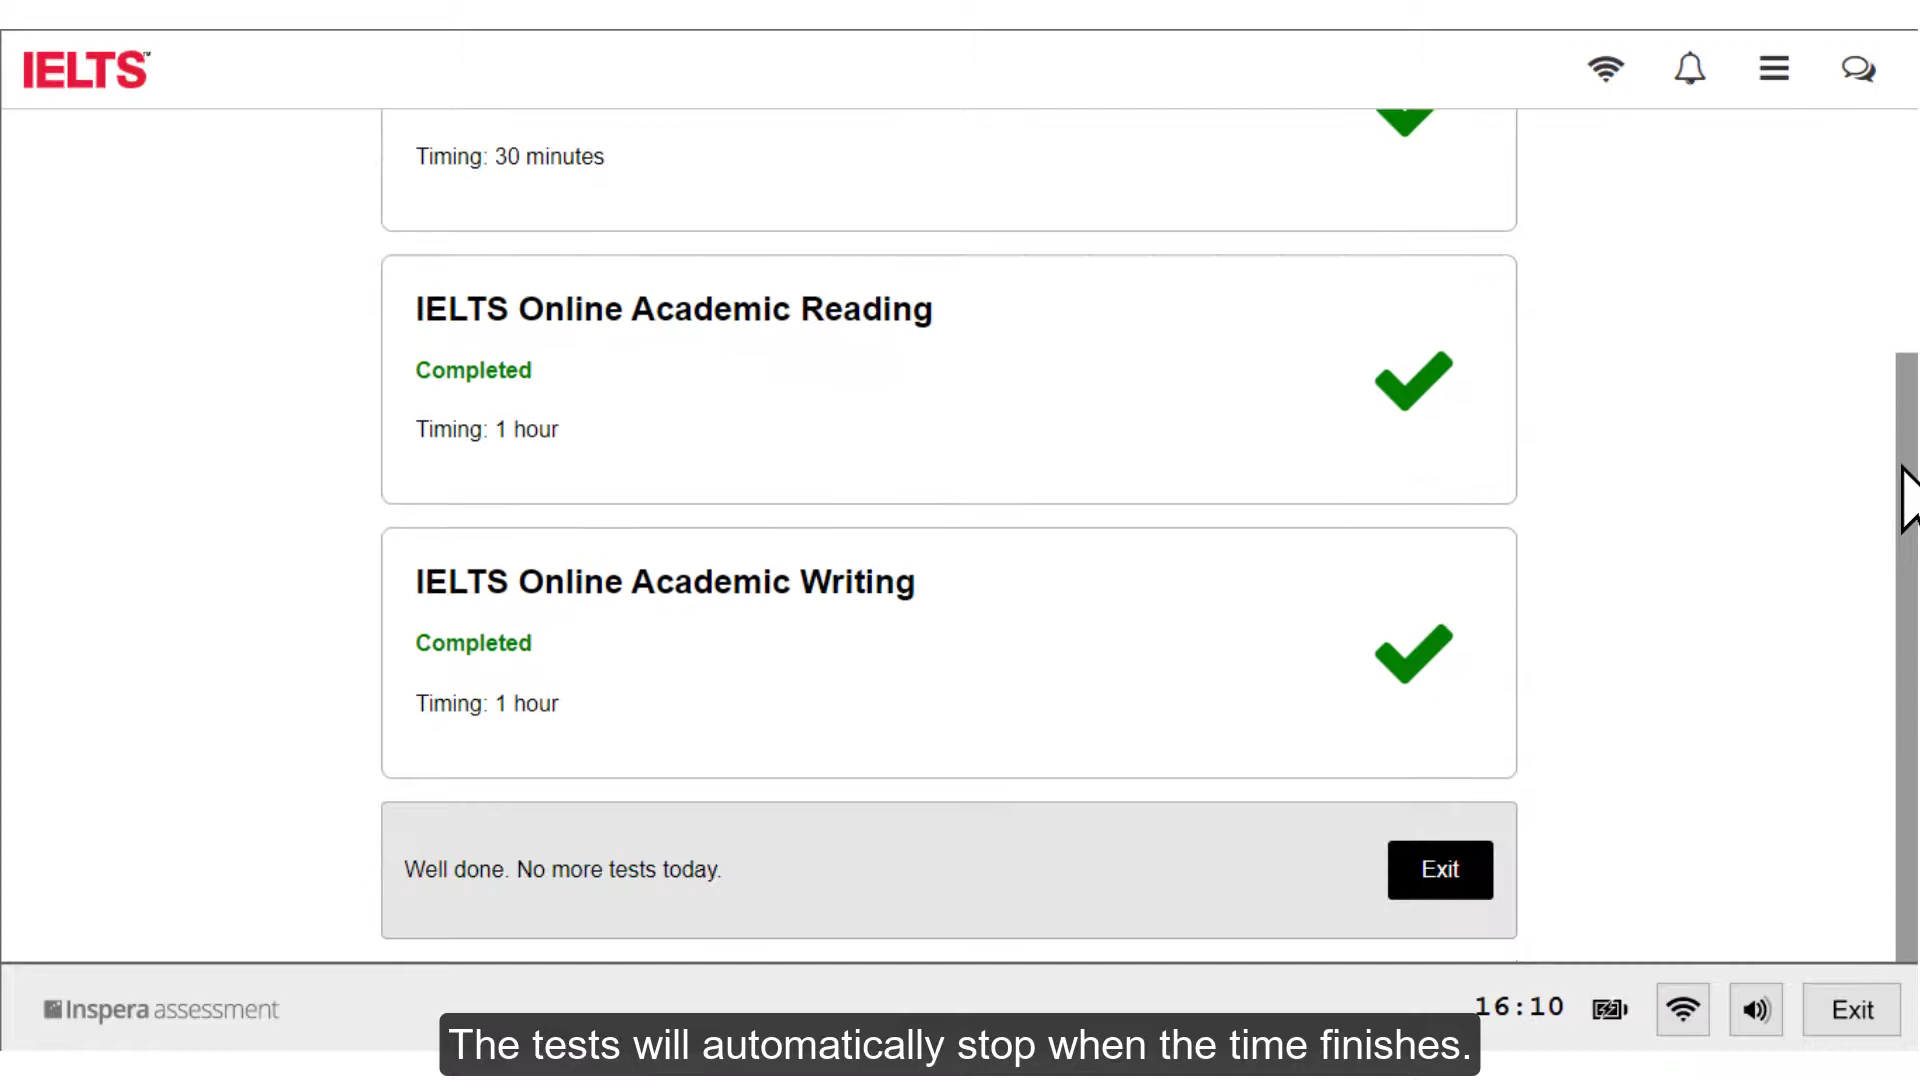 IELTS™
Timing: 30 minutes
IELTS Online Academic Reading
Completed
Timing: 1 hour
IELTS Online Academic Writing
Completed
Timing: 1 hour
Well done. No more tests today.
Exit
Inspera assessment
16:10
Exit
The tests will automatically stop when the time finishes.